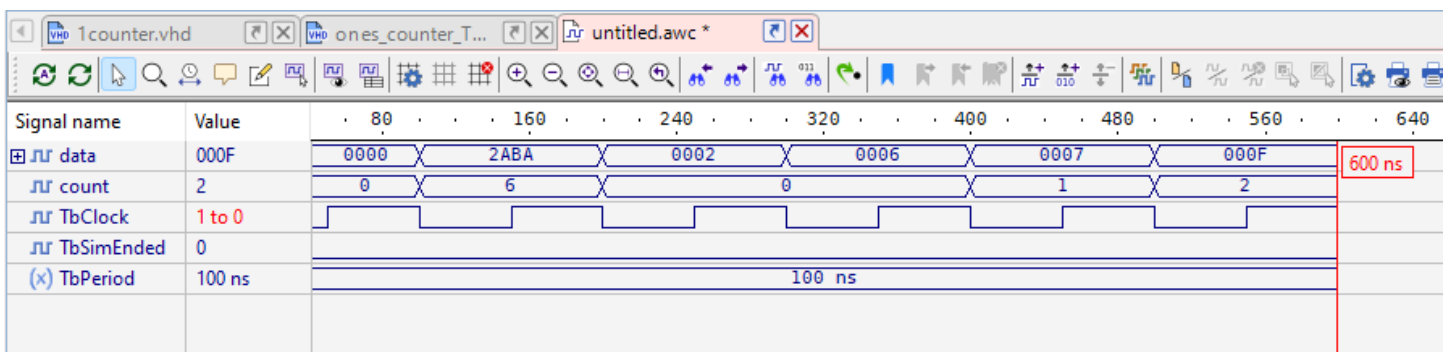 1counter.vhd ones_counter_T... untitled.awc *
Signal name Value 80 160 240 320 400 480 560 640
data 000F 0000 2ABA 0002 0006 0007 000F 600 ns
count 2 0 6 0 1 2
TbClock 1 to 0
TbSimEnded 0
(x) TbPeriod 100 ns 100 ns